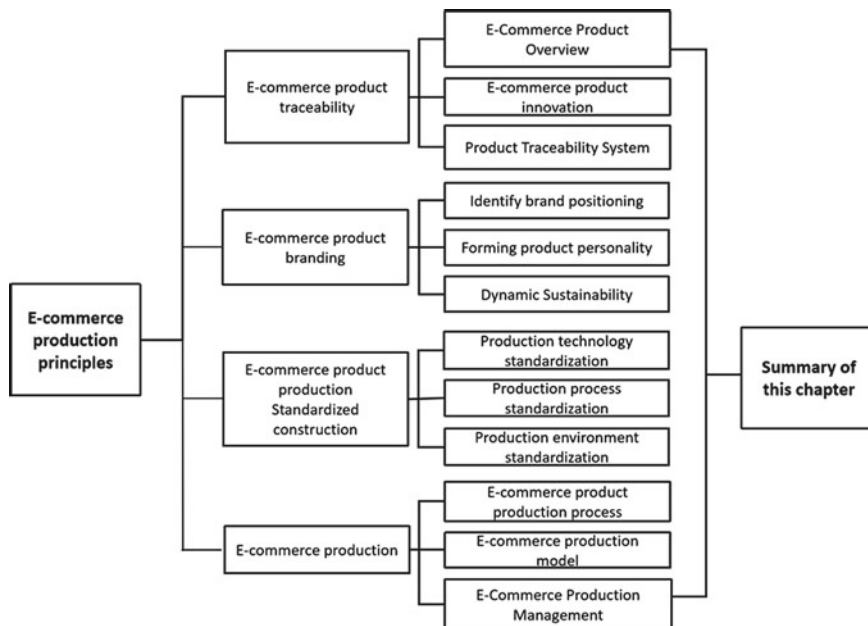 E-commerce
production
principles
E-commerce product
traceability
E-Commerce Product
Overview
E-commerce product
innovation
Product Traceability System
E-commerce product
branding
Identify brand positioning
Forming product personality
Dynamic Sustainability
E-commerce product
production
Standardized
construction
Production technology
standardization
Production process
standardization
Production environment
standardization
E-commerce production
E-commerce product
production process
E-commerce production
model
E-Commerce Production
Management
Summary of
this chapter